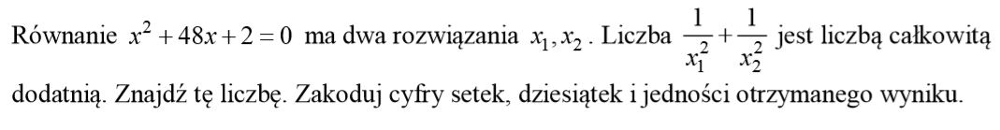 Równanie $x^2 + 48x + 2 = 0$ ma dwa rozwiązania $x_1, x_2$. Liczba $\frac{1}{x_1^2} + \frac{1}{x_2^2}$ jest liczbą całkowitą
dodatnią. Znajdź tę liczbę. Zakoduj cyfry setek, dziesiątek i jedności otrzymanego wyniku.